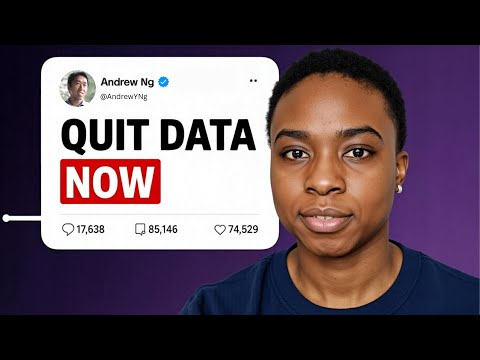 Andrew Ng
@AndrewYNg
QUIT DATA
NOW
17,638 85,146 74,529